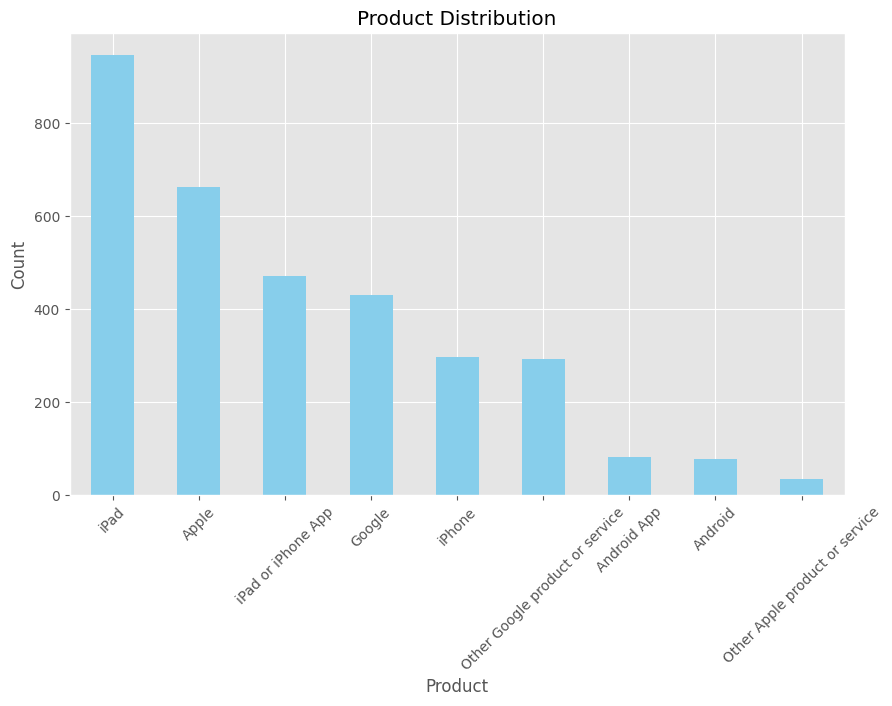 Product Distribution
Count
800
600
400
200
0
iPad
Apple
iPad or iPhone App
Google
iPhone
Other Google product or service
Android App
Android
Other Apple product or service
Product